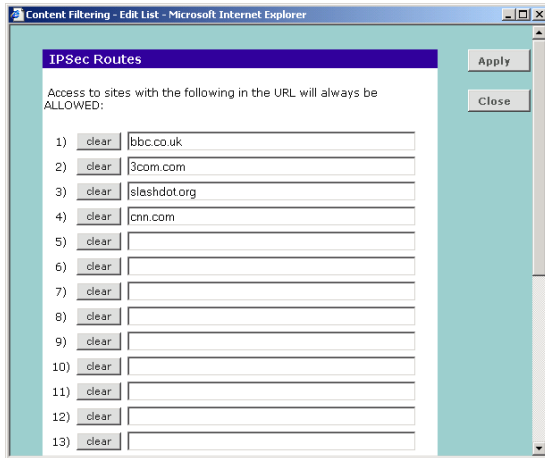 Content Filtering - Edit List - Microsoft Internet Explorer
IPSec Routes
Apply
Access to sites with the following in the URL will always be
ALLOWED:
Close
1) clear bbc.co.uk
2) clear 3com.com
3) clear slashdot.org
4) clear cnn.com
5) clear
6) clear
7) clear
8) clear
9) clear
10) clear
11) clear
12) clear
13) clear